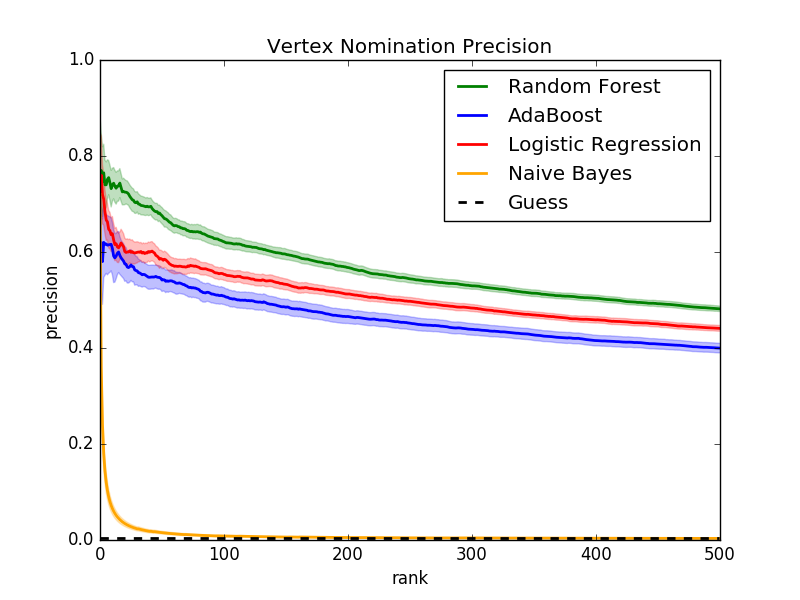 Vertex Nomination Precision
1.0
0.8
0.6
0.4
0.2
0.0
precision
Random Forest
AdaBoost
Logistic Regression
Naive Bayes
Guess
0 100 200 300 400 500
rank